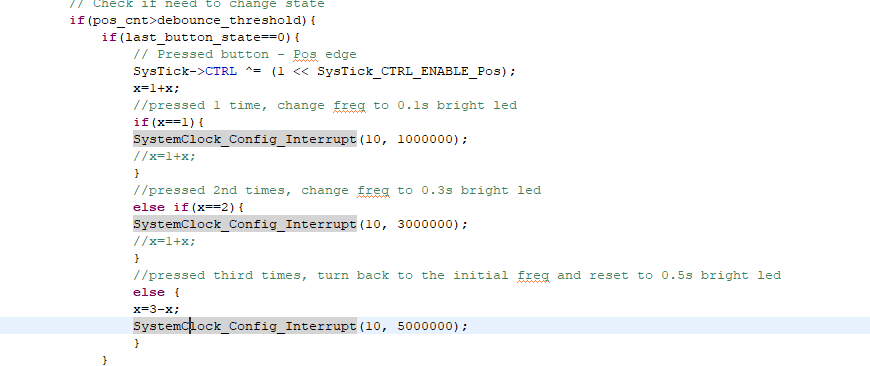 // Check if need to change state
if(pos_cnt>debounce_threshold){
if(last_button_state==0){
// Pressed button - Pos edge
SysTick->CTRL ^= (1 << SysTick_CTRL_ENABLE_Pos);
x=1+x;
//pressed 1 time, change freq to 0.1s bright led
if(x==1){
SystemClock_Config_Interrupt(10, 1000000);
//x=1+x;
}
//pressed 2nd times, change freq to 0.3s bright led
else if(x==2){
SystemClock_Config_Interrupt(10, 3000000);
//x=1+x;
}
//pressed third times, turn back to the initial freq and reset to 0.5s bright led
else {
x=3-x;
SystemClock_Config_Interrupt(10, 5000000);
}
}